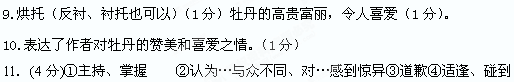 9.烘托（反衬、衬托也可以）（1 分）牡丹的高贵富丽，令人喜爱（1 分）。
10.表达了作者对牡丹的赞美和喜爱之情。（1 分）
11.（4 分)①主持、掌握 ②认为…与众不同、对…感到惊异③道歉④适逢、碰到